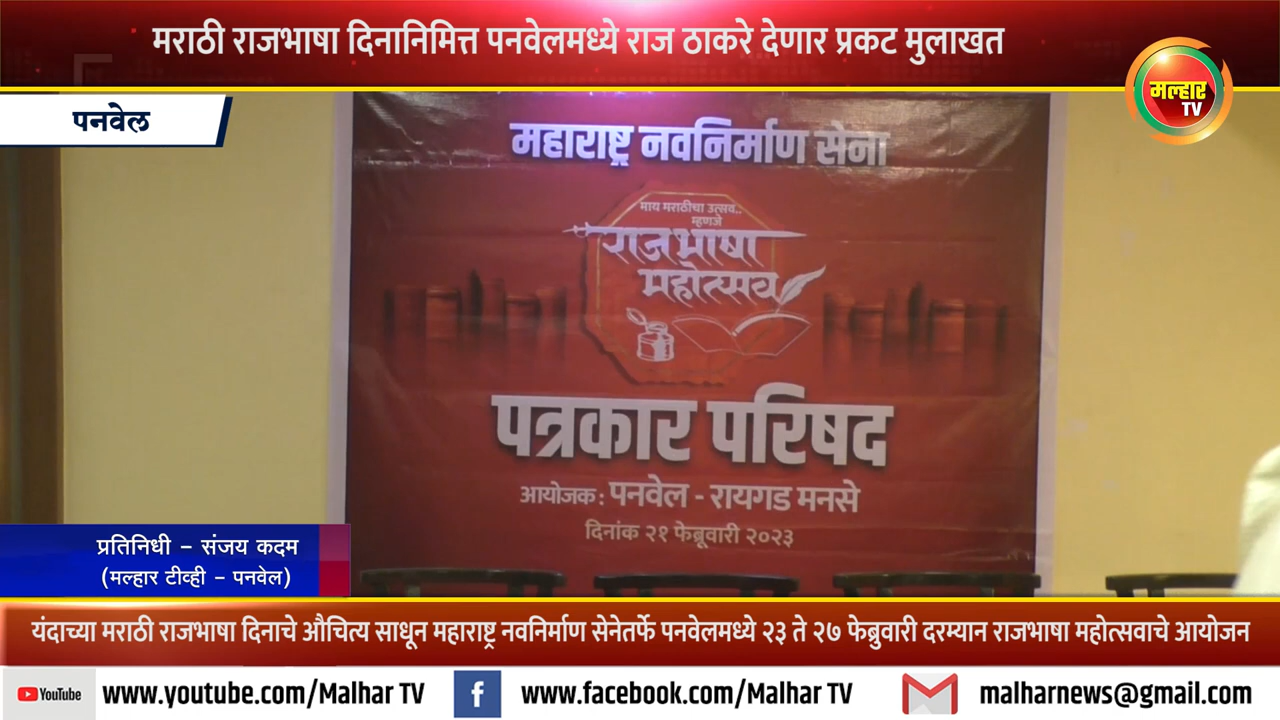 मराठी राजभाषा दिनानिमित्त पनवेलमध्ये राज ठाकरे देणार प्रकट मुलाखत
मल्हार
TV
पनवेल
महाराष्ट्र नवनिर्माण सेना
माय मराठीचा उत्सव..
म्हणजे
राजभाषा
महोत्सव
पत्रकार परिषद
आयोजक : पनवेल - रायगड मनसे
दिनांक २१ फेब्रूवारी २०२३
प्रतिनिधी – संजय कदम
(मल्हार टीव्ही – पनवेल)
यंदाच्या मराठी राजभाषा दिनाचे औचित्य साधून महाराष्ट्र नवनिर्माण सेनेतर्फे पनवेलमध्ये २३ ते २७ फेब्रुवारी दरम्यान राजभाषा महोत्सवाचे आयोजन
YouTube www.youtube.com/Malhar TV f www.facebook.com/Malhar TV malharnews@gmail.com